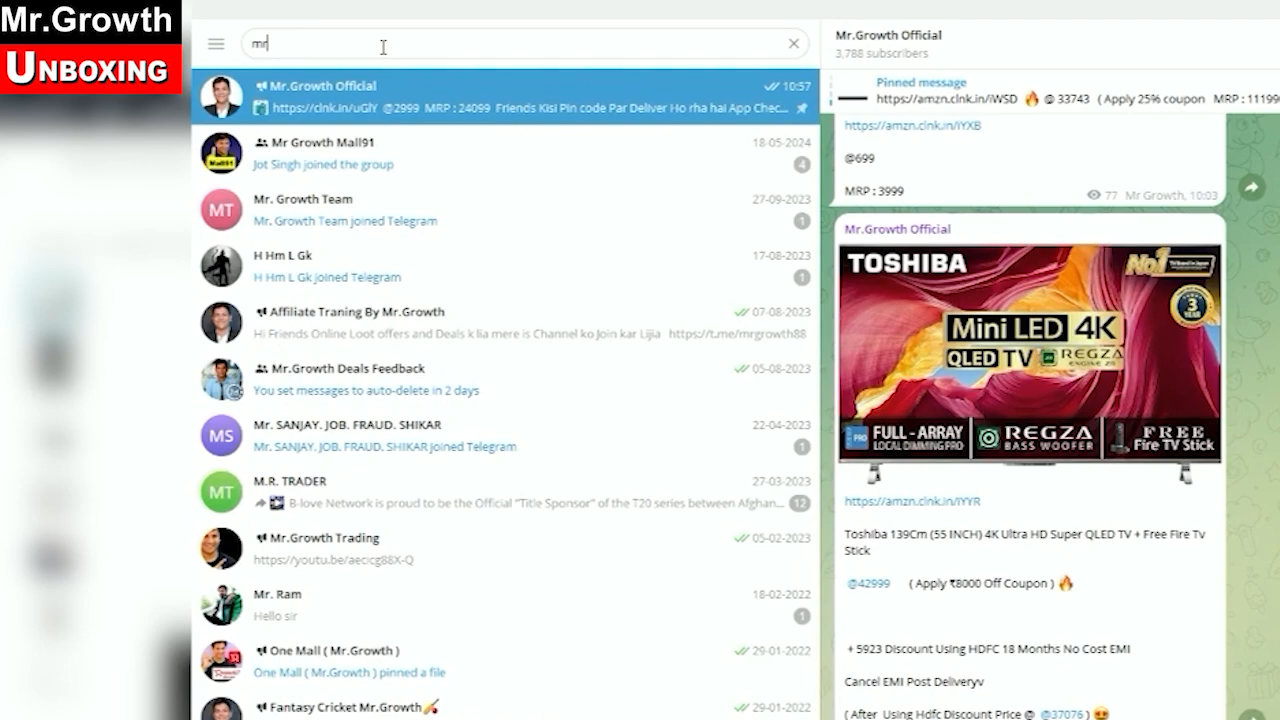 Mr.Growth
UNBOXING
mr
Mr.Growth Official
10:57
https://clnk.in/uGlY @2999 MRP : 24099 Friends Kisi Pin code Par Deliver Ho rha hai App Chec...
Mr Growth Mall91
18-05-2024
Jot Singh joined the group
4
MT
Mr. Growth Team
27-09-2023
Mr. Growth Team joined Telegram
1
H Hm L Gk
17-08-2023
H Hm L Gk joined Telegram
1
Affiliate Traning By Mr.Growth
07-08-2023
Hi Friends Online Loot offers and Deals k lia mere is Channel ko Join kar Lijia https://t.me/mrgrowth88
Mr.Growth Deals Feedback
05-08-2023
You set messages to auto-delete in 2 days
MS
Mr. SANJAY. JOB. FRAUD. SHIKAR
22-04-2023
Mr. SANJAY. JOB. FRAUD. SHIKAR joined Telegram
1
MT
M.R. TRADER
27-03-2023
B-love Network is proud to be the Official "Title Sponsor" of the T20 series between Afghan...
12
Mr.Growth Trading
05-02-2023
https://youtu.be/aecicg88X-Q
Mr. Ram
18-02-2022
Hello sir
1
One Mall ( Mr.Growth )
29-01-2022
One Mall ( Mr.Growth ) pinned a file
Fantasy Cricket Mr.Growth🏏
29-01-2022
Mr.Growth Official
3,788 subscribers
Pinned message
https://amzn.clnk.in/iWSD 🔥 @ 33743 ( Apply 25% coupon MRP : 11199
https://amzn.clnk.in/iYXB
@699
MRP : 3999
77 Mr Growth, 10:03
Mr.Growth Official
TOSHIBA
No1
3
YEAR
Mini LED 4K
QLED TV REGZA
ENGINE ZR
PRO FULL - ARRAY
LOCAL DIMMING PRO
REGZA
BASS WOOFER
FREE
Fire TV Stick
https://amzn.clnk.in/iYYR
Toshiba 139Cm (55 INCH) 4K Ultra HD Super QLED TV + Free Fire Tv
Stick
@42999 ( Apply ₹8000 Off Coupon ) 🔥
+ 5923 Discount Using HDFC 18 Months No Cost EMI
Cancel EMI Post Deliveryv
( After Using Hdfc Discount Price @ @37076 ) 😍